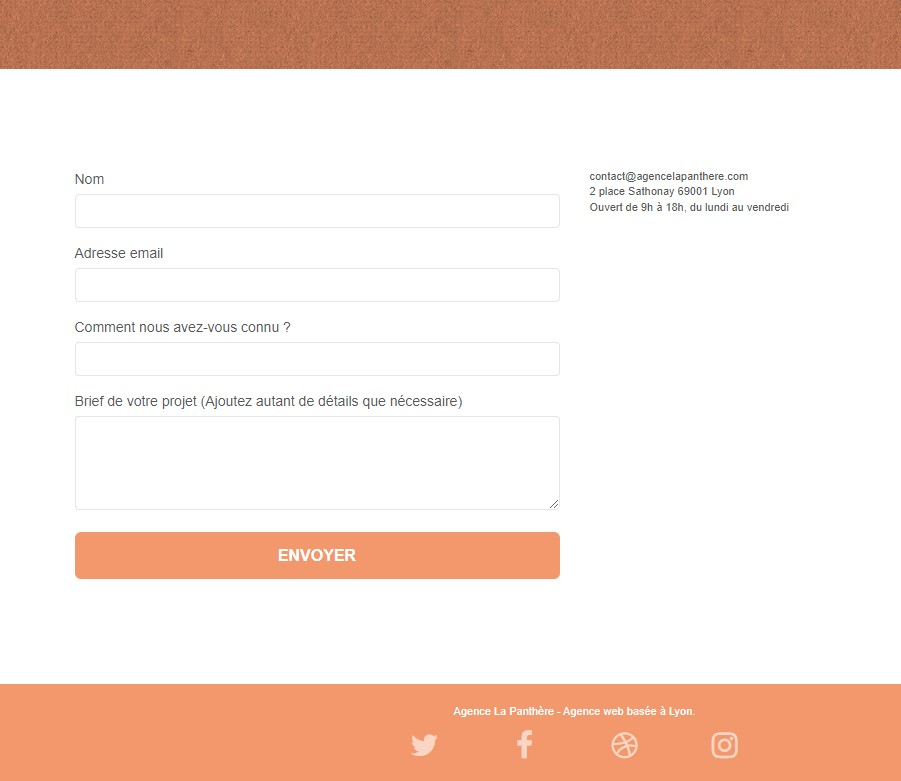 Nom
Adresse email
Comment nous avez-vous connu ?
Brief de votre projet (Ajoutez autant de détails que nécessaire)
ENVOYER
contact@agencelapanthere.com
2 place Sathonay 69001 Lyon
Ouvert de 9h à 18h, du lundi au vendredi
Agence La Panthère - Agence web basée à Lyon.